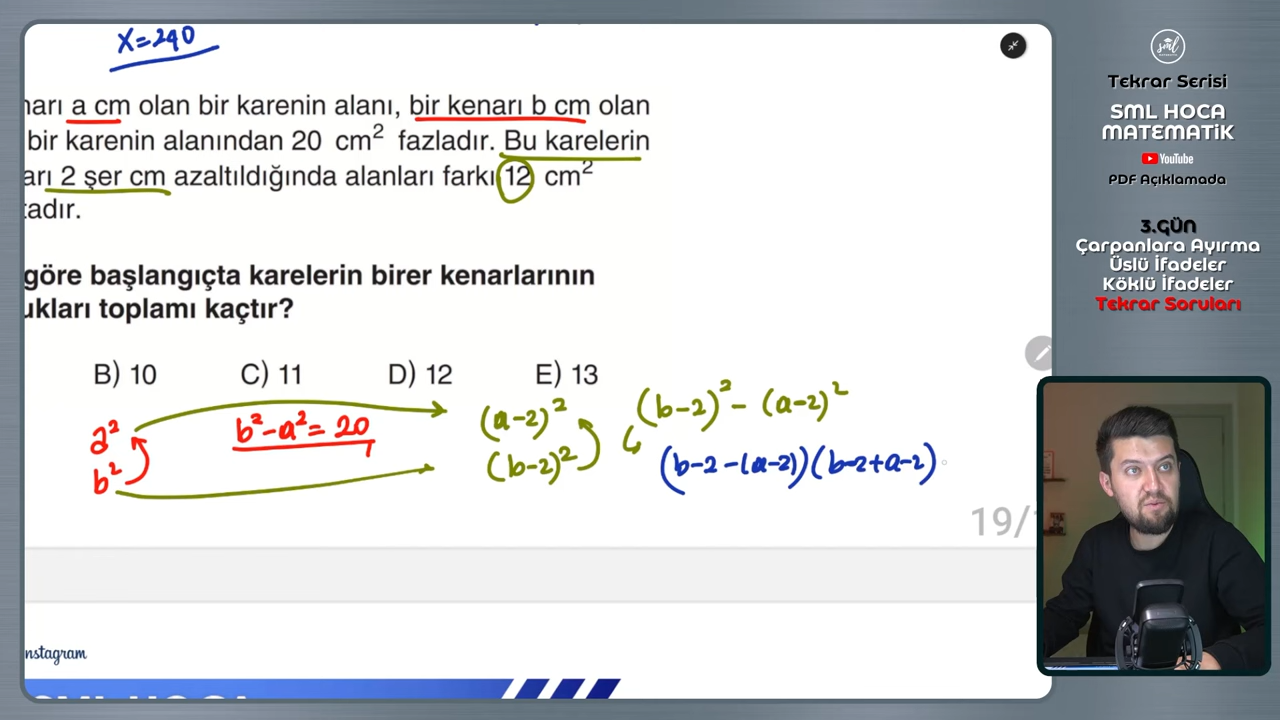 x=240
narı a cm olan bir karenin alanı, bir kenarı b cm olan
bir karenin alanından 20 cm² fazladır. Bu karelerin
arı 2 şer cm azaltıldığında alanları farkı 12 cm²
tadır.
göre başlangıçta karelerin birer kenarlarının
ukları toplamı kaçtır?
B) 10 C) 11 D) 12 E) 13
a²
b²
b²-a²= 20
(a-2)²
(b-2)²
(b-2)² - (a-2)²
(b-2-(a-2))(b-2+a-2)
19/
nstagram
SML HOCA
sml
Tekrar Serisi
SML HOCA
MATEMATİK
YouTube
PDF Açıklamada
3.GÜN
Çarpanlara Ayırma
Üslü İfadeler
Köklü İfadeler
Tekrar Soruları